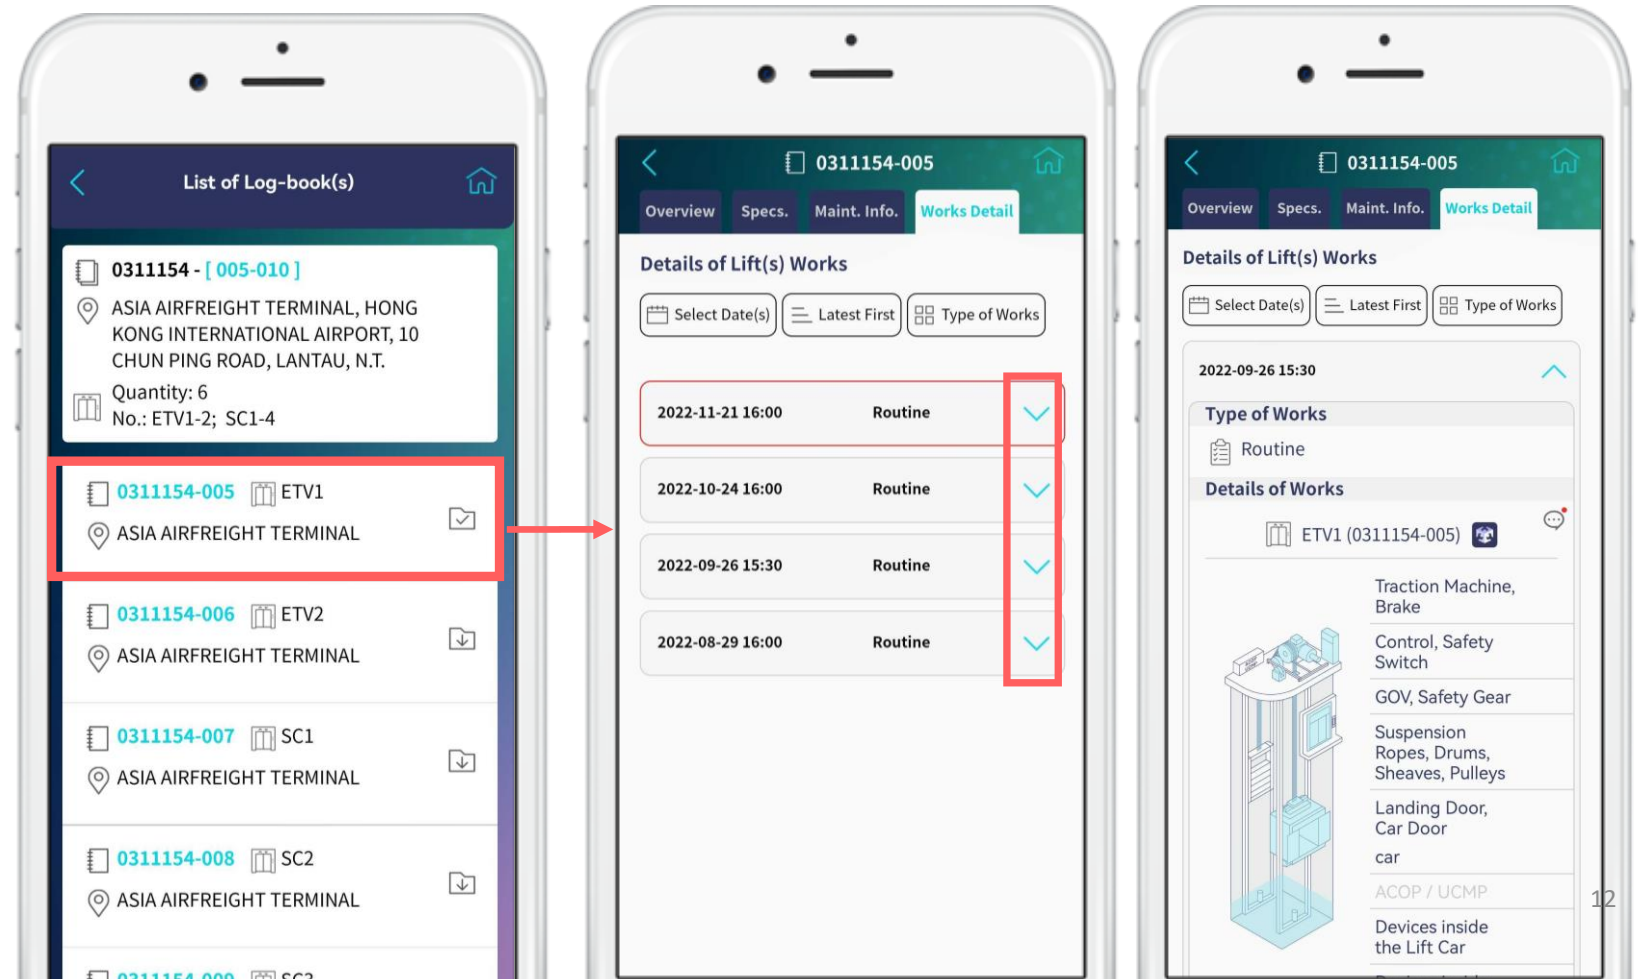 List of Log-book(s)
0311154 - [ 005-010 ]
ASIA AIRFREIGHT TERMINAL, HONG
KONG INTERNATIONAL AIRPORT, 10
CHUN PING ROAD, LANTAU, N.T.
Quantity: 6
No.: ETV1-2; SC1-4
0311154-005 ETV1
ASIA AIRFREIGHT TERMINAL
0311154-006 ETV2
ASIA AIRFREIGHT TERMINAL
0311154-007 SC1
ASIA AIRFREIGHT TERMINAL
0311154-008 SC2
ASIA AIRFREIGHT TERMINAL
0311154-009 SC3
0311154-005
Overview Specs. Maint. Info. Works Detail
Details of Lift(s) Works
Select Date(s) Latest First Type of Works
2022-11-21 16:00 Routine
2022-10-24 16:00 Routine
2022-09-26 15:30 Routine
2022-08-29 16:00 Routine
0311154-005
Overview Specs. Maint. Info. Works Detail
Details of Lift(s) Works
Select Date(s) Latest First Type of Works
2022-09-26 15:30
Type of Works
Routine
Details of Works
ETV1 (0311154-005)
Traction Machine,
Brake
Control, Safety
Switch
GOV, Safety Gear
Suspension
Ropes, Drums,
Sheaves, Pulleys
Landing Door,
Car Door
car
ACOP / UCMP
Devices inside
the Lift Car
12